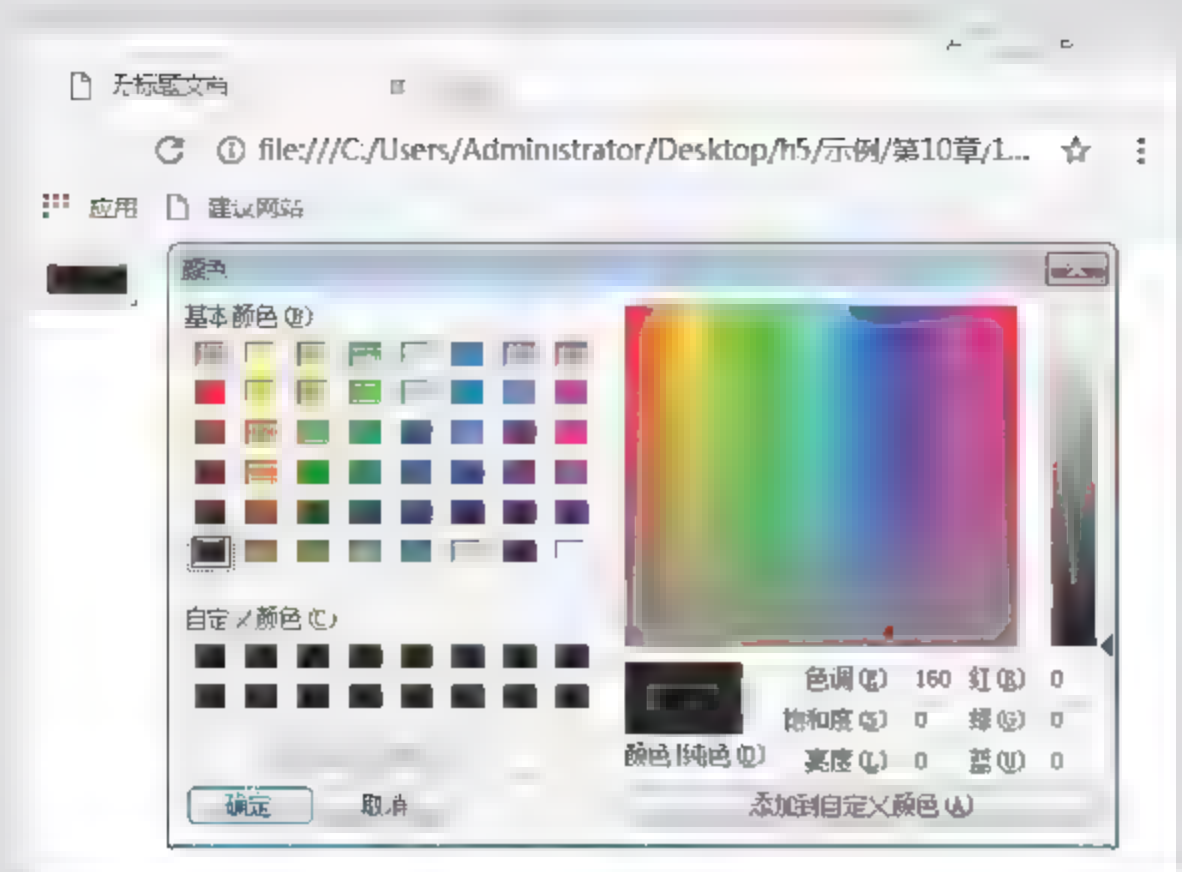 无标题文档
file:///C:/Users/Administrator/Desktop/h5/示例/第10章/1...
应用 建议网站
颜色
基本颜色(B)
自定义颜色(C)
色调(E) 160 红(R) 0
饱和度(S) 0 绿(G) 0
颜色|纯色(O) 亮度(L) 0 蓝(U) 0
确定 取消 添加到自定义颜色(A)